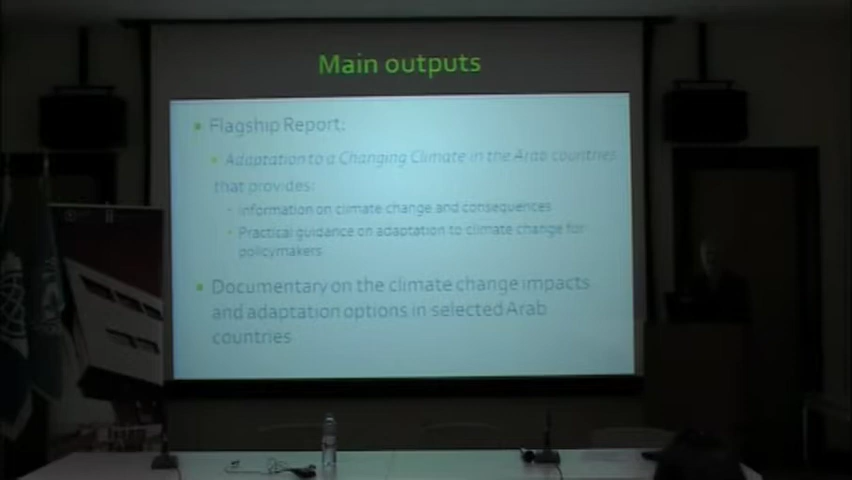 Main outputs
Flagship Report:
Adaptation to a Changing Climate in the Arab countries
that provides:
Information on climate change and consequences
Practical guidance on adaptation to climate change for
policymakers
Documentary on the climate change impacts
and adaptation options in selected Arab
countries